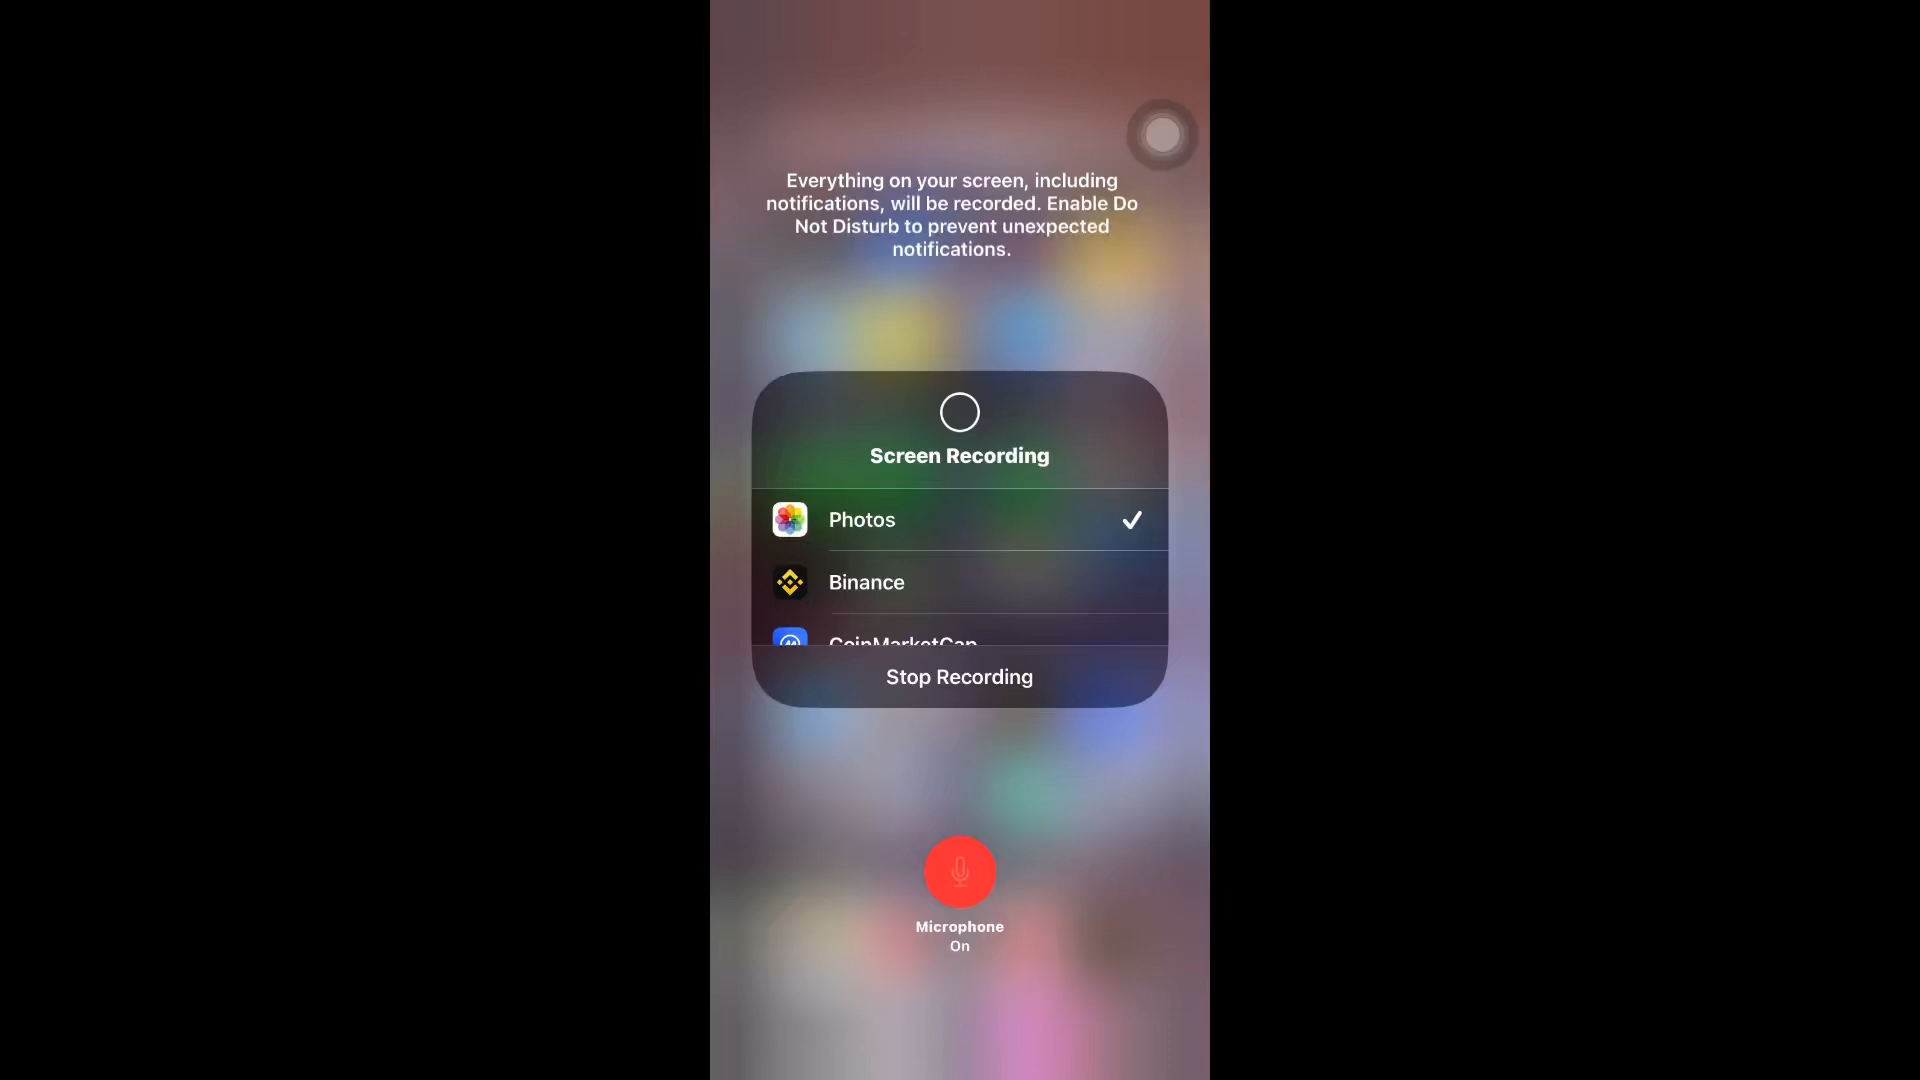 Everything on your screen, including
notifications, will be recorded. Enable Do
Not Disturb to prevent unexpected
notifications.
Screen Recording
Photos
Binance
CoinMarketCap
Stop Recording
Microphone
On